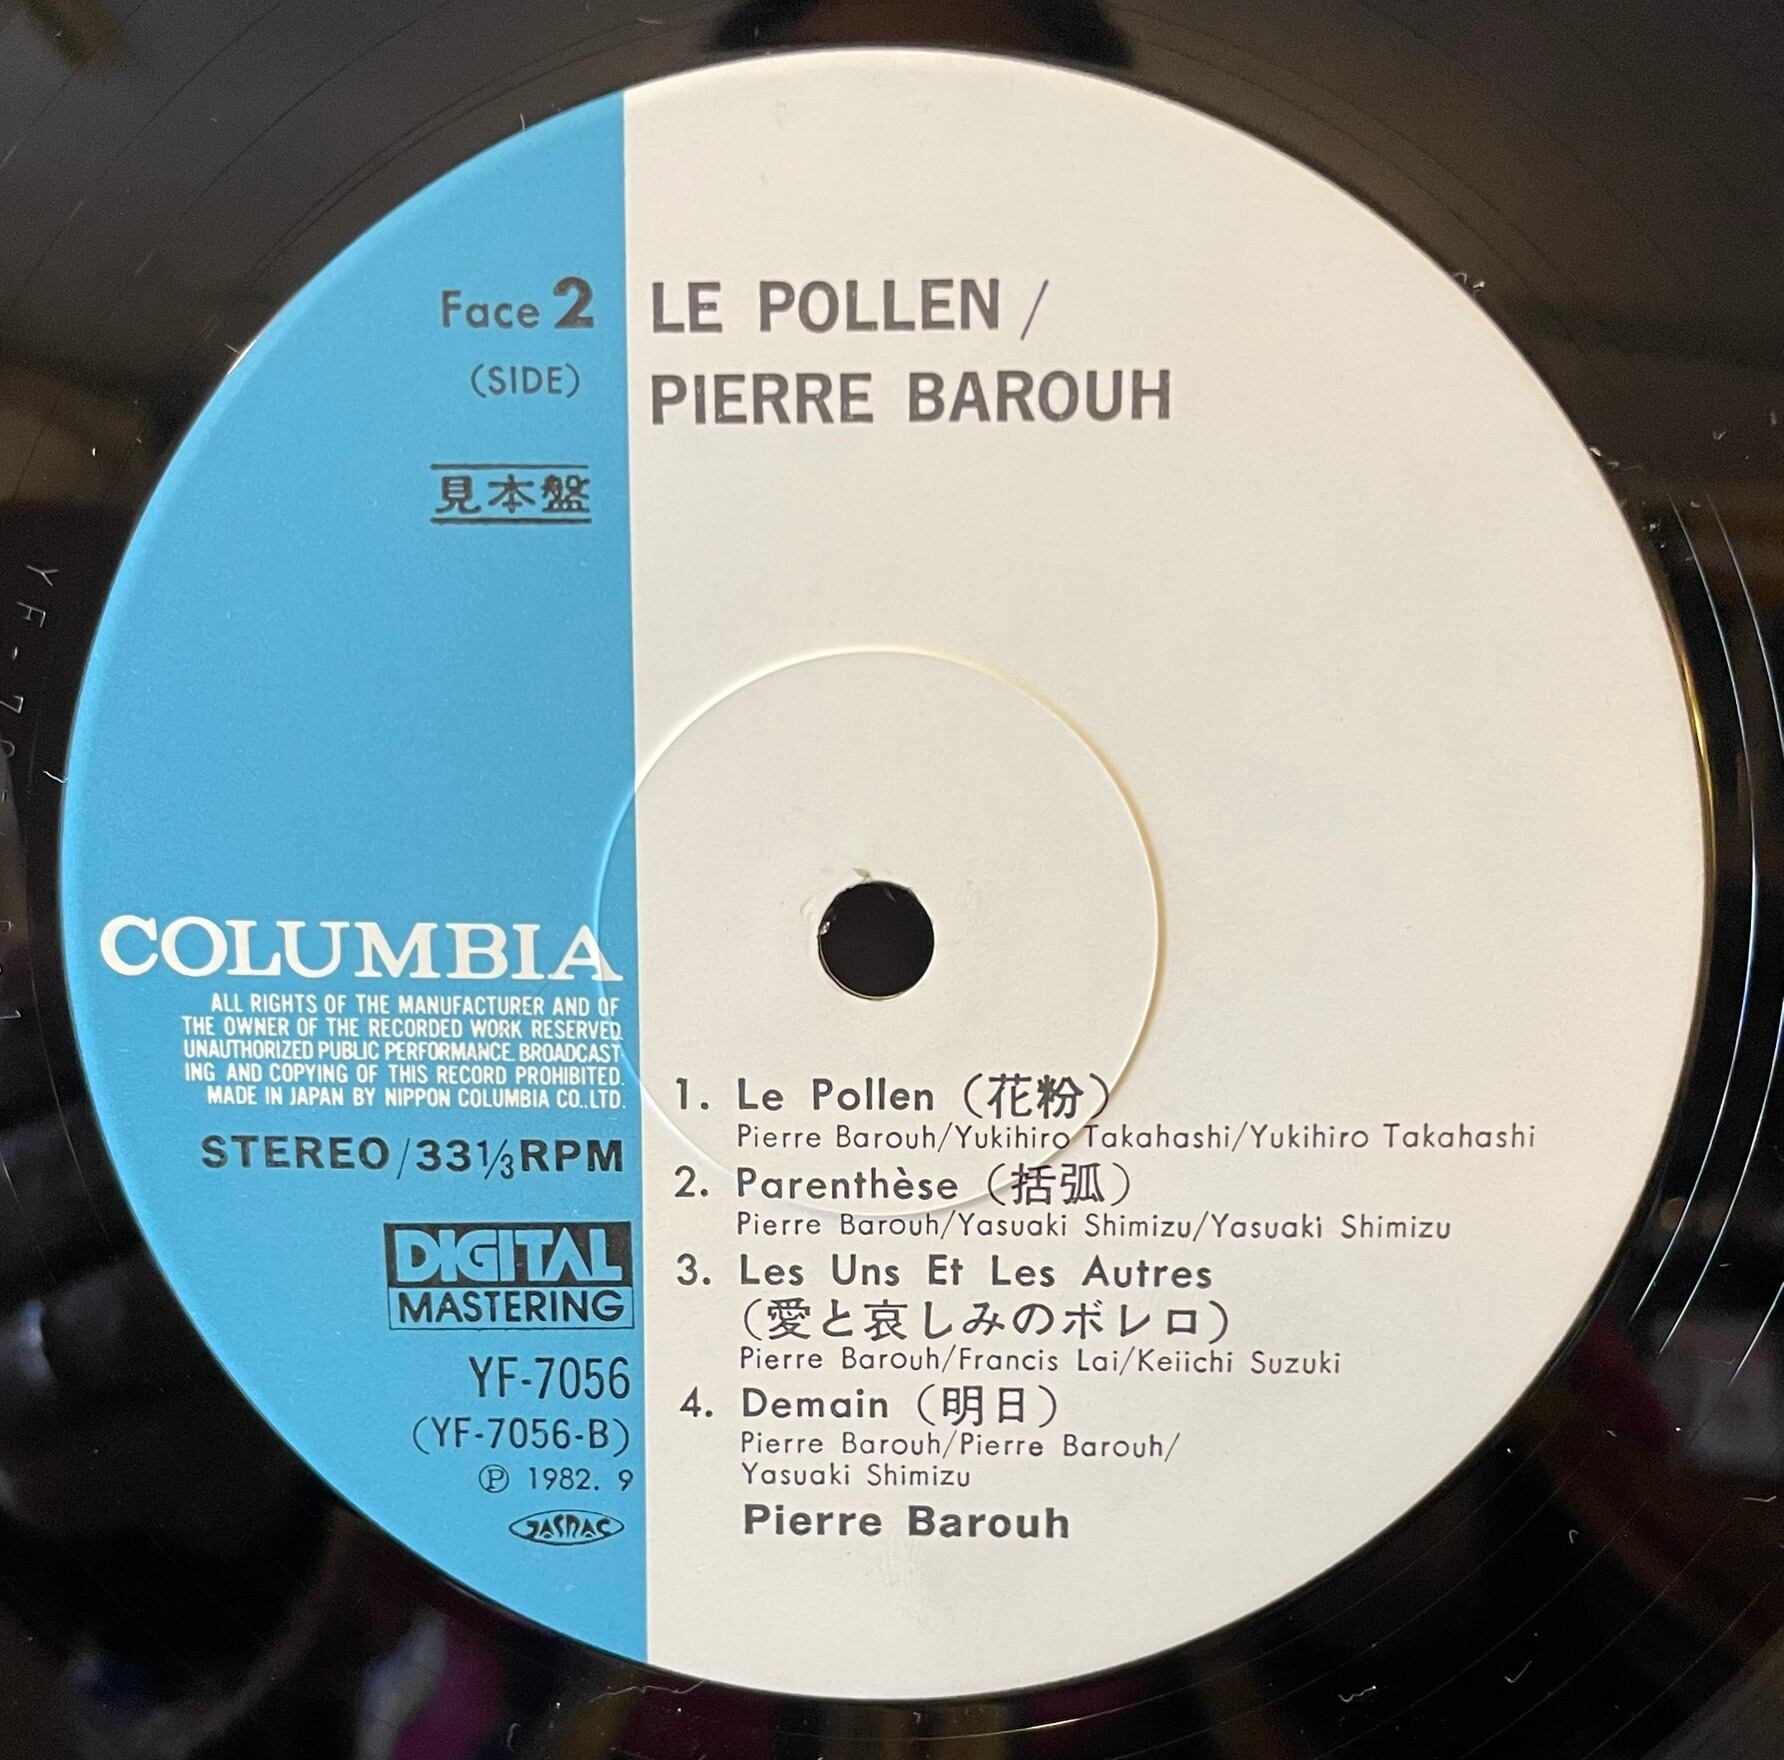 Face 2
(SIDE)
見本盤
LE POLLEN /
PIERRE BAROUH
COLUMBIA
ALL RIGHTS OF THE MANUFACTURER AND OF
THE OWNER OF THE RECORDED WORK RESERVED.
UNAUTHORIZED PUBLIC PERFORMANCE. BROADCAST-
ING AND COPYING OF THIS RECORD PROHIBITED.
MADE IN JAPAN BY NIPPON COLUMBIA CO.,LTD.
STEREO/33⅓RPM
DIGITAL
MASTERING
YF-7056
(YF-7056-B)
Ⓟ 1982. 9
JASRAC
1. Le Pollen (花粉)
Pierre Barouh/Yukihiro Takahashi/Yukihiro Takahashi
2. Parenthèse (括弧)
Pierre Barouh/Yasuaki Shimizu/Yasuaki Shimizu
3. Les Uns Et Les Autres
(愛と哀しみのボレロ)
Pierre Barouh/Francis Lai/Keiichi Suzuki
4. Demain (明日)
Pierre Barouh/Pierre Barouh/
Yasuaki Shimizu
Pierre Barouh